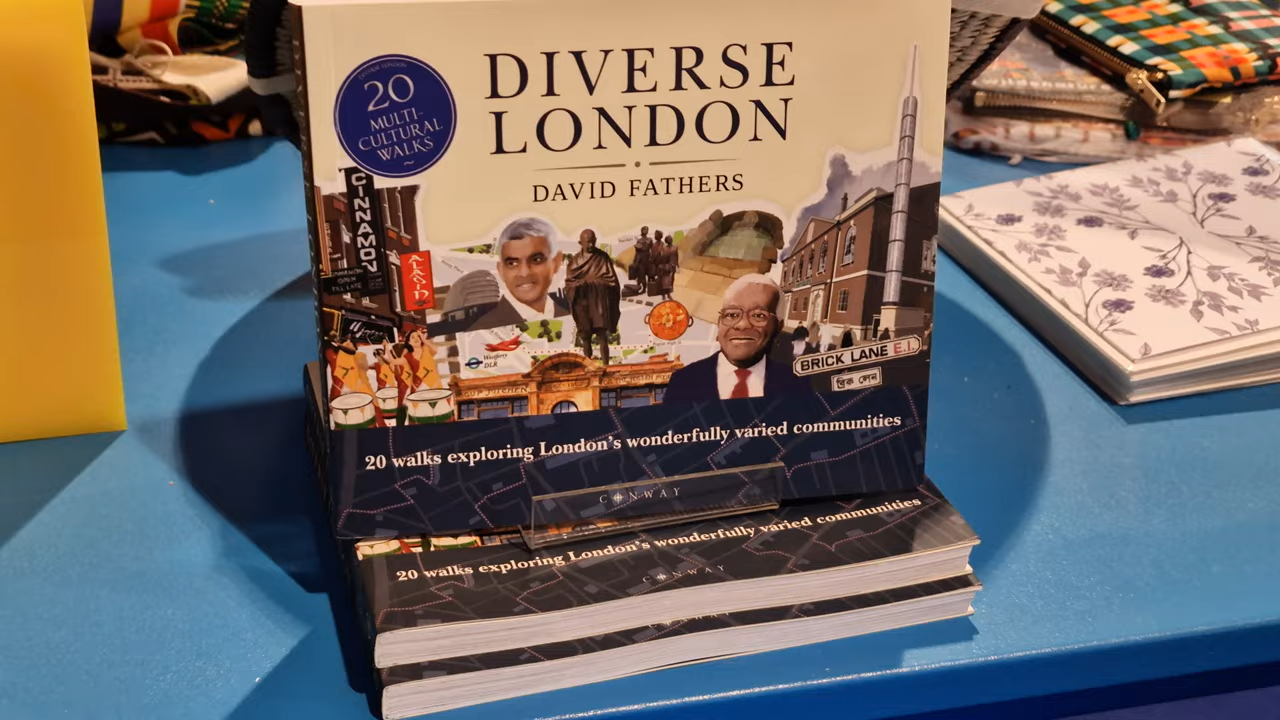 20
MULTI-
CULTURAL
WALKS
DIVERSE
LONDON
DAVID FATHERS
CINNAMON
ALADIN
BRICK LANE E.I.
ব্রিক লেন
20 walks exploring London's wonderfully varied communities
CONWAY
20 walks exploring London's wonderfully varied communities
CONWAY